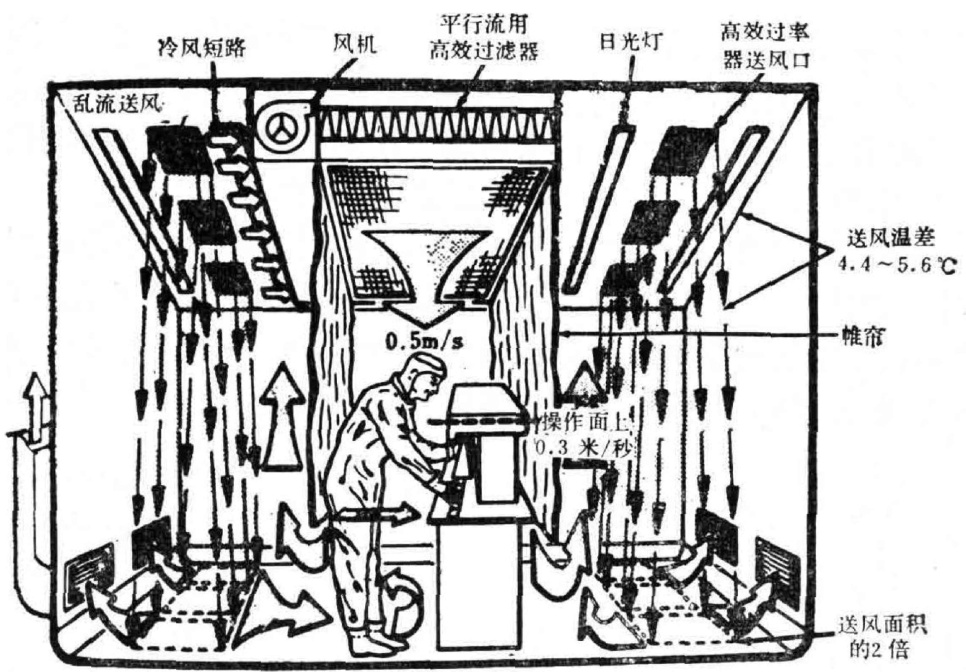 冷风短路
风机
平行流用
高效过滤器
日光灯
高效过率
器送风口
乱流送风
送风温差
4.4～5.6℃
0.5m/s
帷帘
操作面上
0.3 米/秒
送风面积
的2 倍